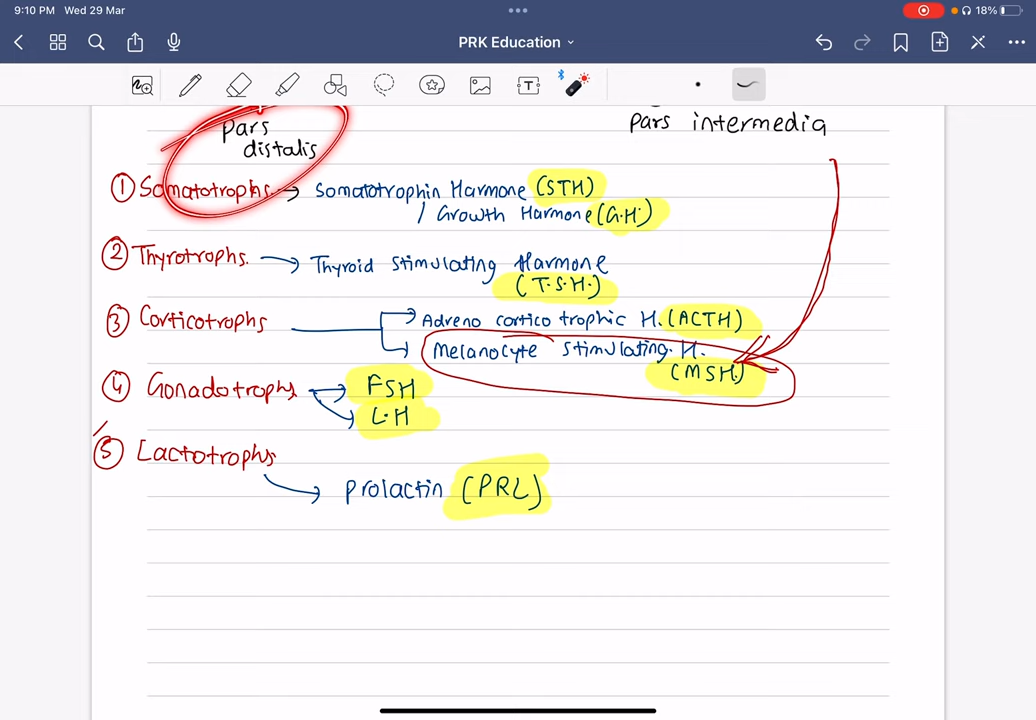 9:10 PM Wed 29 Mar
18%
PRK Education
T
Pars
distalis
Pars intermedia
① Somatotrophs → Somatotrophin Harmone (STH)
/ Growth Harmone (G.H.)
② Thyrotrophs. → Thyroid Stimulating Harmone
(T.S.H.)
③ Corticotrophs
Adreno cortico trophic H. (ACTH)
Melanocyte stimulating. H.
(MSH.)
④ Gonadotrophs → FSH
L.H
⑤ Lactotrophs
Prolactin (PRL)